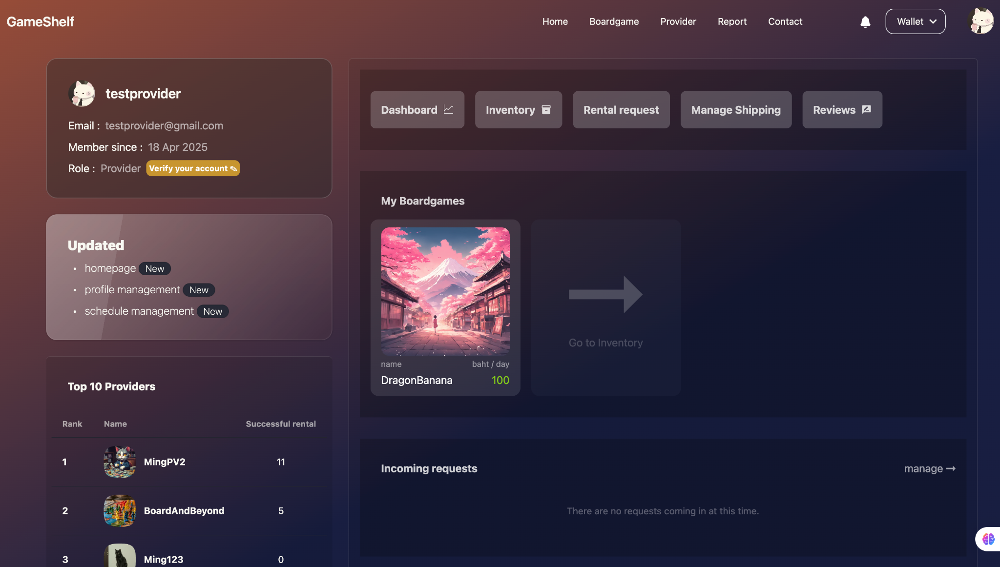 GameShelf
Home
Boardgame
Provider
Report
Contact
Wallet
testprovider
Email : testprovider@gmail.com
Member since : 18 Apr 2025
Role : Provider Verify your account
Updated
• homepage New
• profile management New
• schedule management New
Top 10 Providers
Rank Name Successful rental
1 MingPV2 11
2 BoardAndBeyond 5
3 Ming123 0
Dashboard
Inventory
Rental request
Manage Shipping
Reviews
My Boardgames
name baht / day
DragonBanana 100
Go to Inventory
Incoming requests manage →
There are no requests coming in at this time.